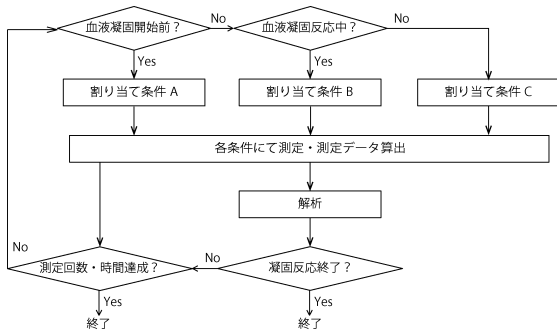 血液凝固開始前？
No
血液凝固反応中？
No
Yes
Yes
割り当て条件 A
割り当て条件 B
割り当て条件 C
各条件にて測定・測定データ算出
解析
No
測定回数・時間達成？
No
凝固反応終了？
Yes
Yes
終了
終了